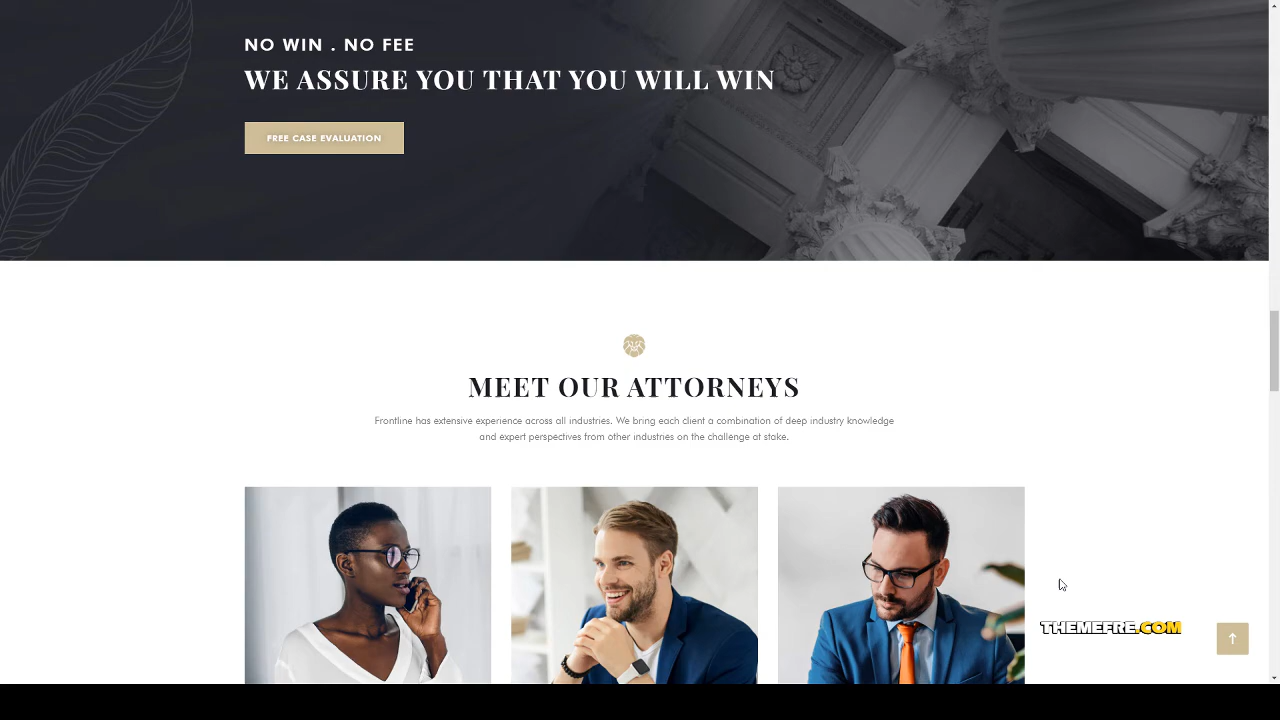 NO WIN . NO FEE
WE ASSURE YOU THAT YOU WILL WIN
FREE CASE EVALUATION
MEET OUR ATTORNEYS
Frontline has extensive experience across all industries. We bring each client a combination of deep industry knowledge
and expert perspectives from other industries on the challenge at stake.
THEMEFRE.COM